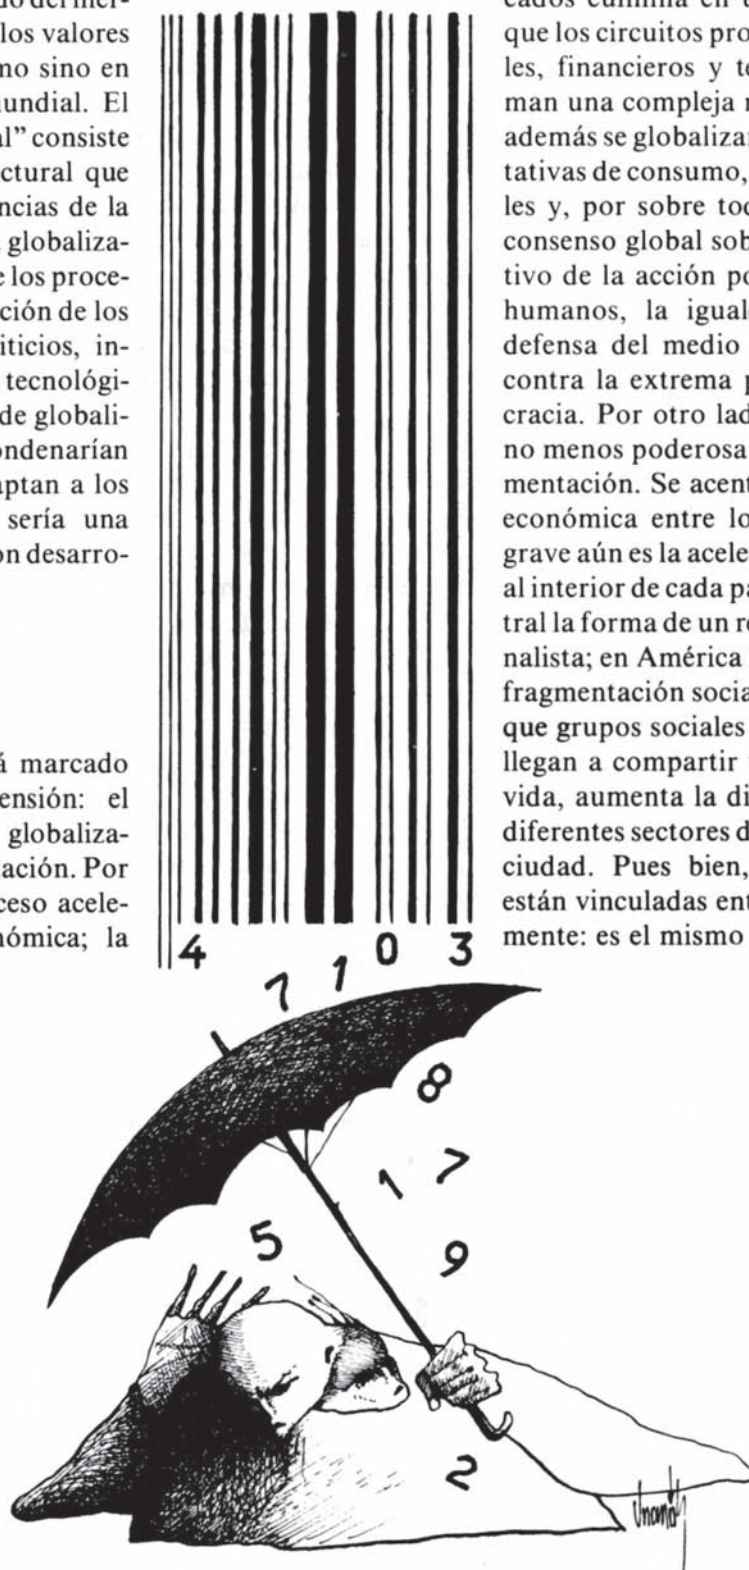 do del mer-
los valores
mo sino en
undial. El
al” consiste
ctural que
ncias de la
globaliza-
e los proce-
ción de los
iticios, in-
tecnológi-
de globali-
ondenarían
aptan a los
sería una
on desarro-
á marcado
ensión: el
globaliza-
ación. Por
ceso acele-
nómica; la
que los circuitos pro
les, financieros y te
man una compleja
además se globalizar
tativas de consumo,
les y, por sobre tod
consenso global sob
tivo de la acción po
humanos, la igual
defensa del medio
contra la extrema p
cracia. Por otro lad
no menos poderosa
mentación. Se acent
económica entre lo
grave aún es la acele
al interior de cada pa
tral la forma de un re
nalista; en América
fragmentación socia
que grupos sociales
llegan a compartir
vida, aumenta la di
diferentes sectores d
ciudad. Pues bien,
están vinculadas ent
mente: es el mismo
4 7 1 0 3
8
1 7
5 9
2